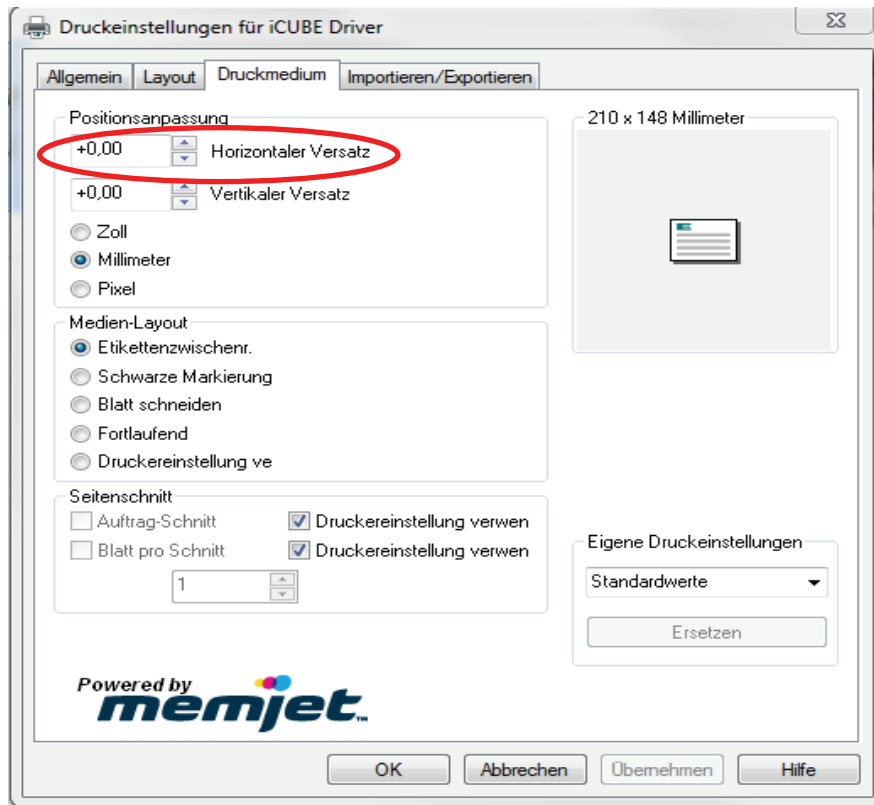 Druckeinstellungen für iCUBE Driver
Allgemein Layout Druckmedium Importieren/Exportieren
Positionsanpassung
+0,00 Horizontaler Versatz
+0,00 Vertikaler Versatz
Zoll
Millimeter
Pixel
210 x 148 Millimeter
Medien-Layout
Etikettenzwischenr.
Schwarze Markierung
Blatt schneiden
Fortlaufend
Druckereinstellung ve
Seitenschnitt
Auftrag-Schnitt Druckereinstellung verwen
Blatt pro Schnitt Druckereinstellung verwen
1
Eigene Druckeinstellungen
Standardwerte
Ersetzen
Powered by
memjet™
OK Abbrechen Übernehmen Hilfe